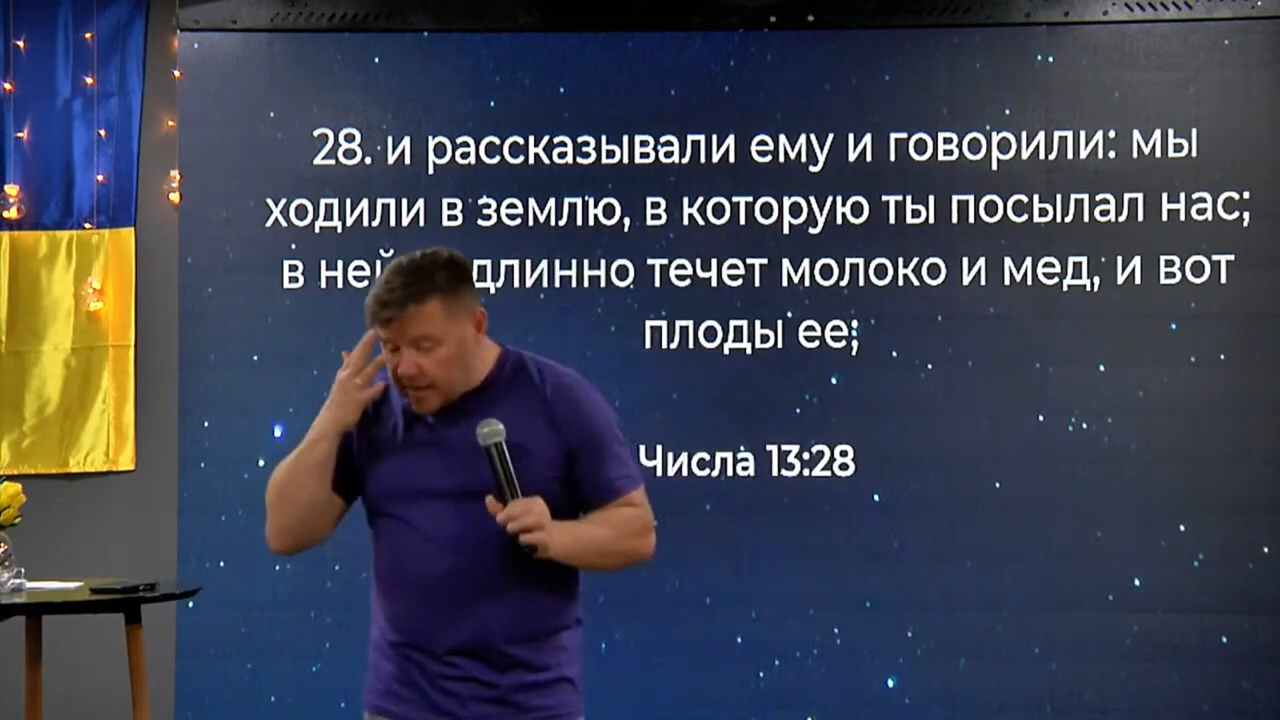 28. и рассказывали ему и говорили: мы
ходили в землю, в которую ты посылал нас;
в ней длинно течет молоко и мед, и вот
плоды ее;
Числа 13:28